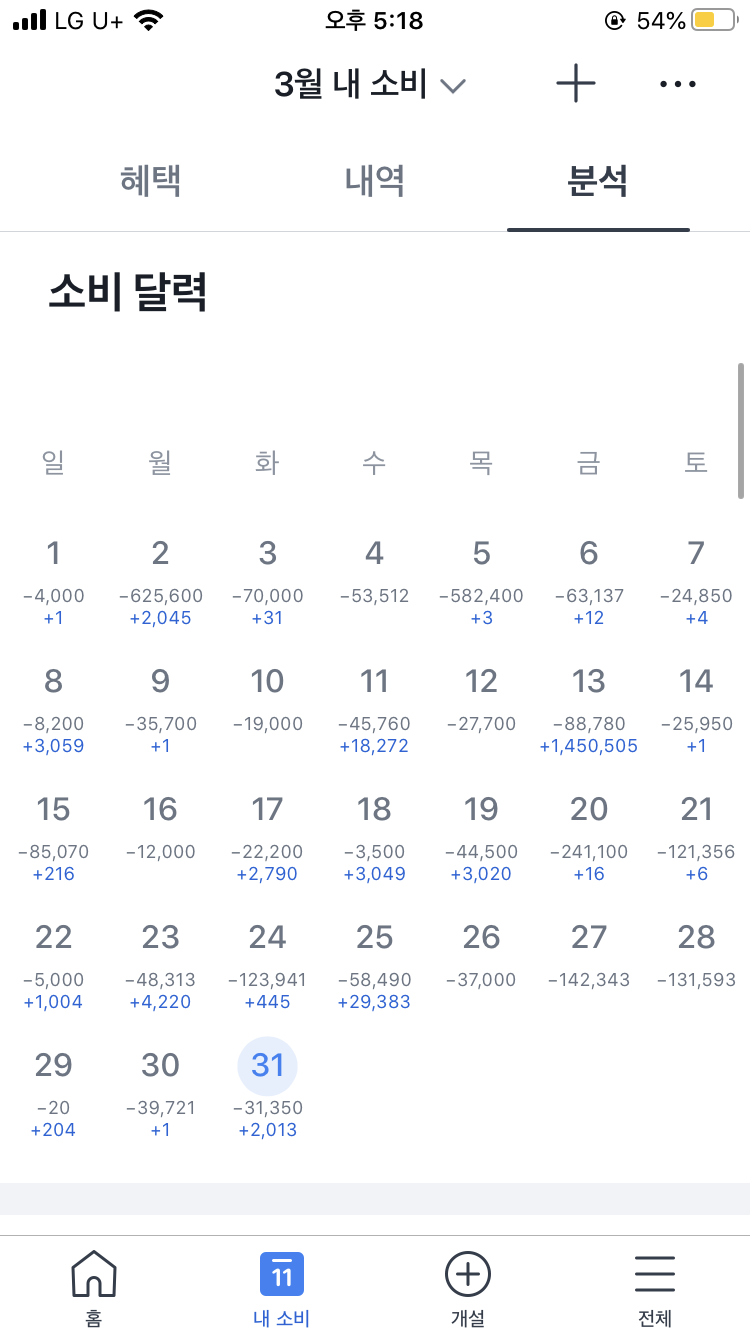 LG U+ 오후 5:18 54%
3월 내 소비
혜택 내역 분석
소비 달력
일 월 화 수 목 금 토
1 2 3 4 5 6 7
−4,000 −625,600 −70,000 −53,512 −582,400 −63,137 −24,850
+1 +2,045 +31 +3 +12 +4
8 9 10 11 12 13 14
−8,200 −35,700 −19,000 −45,760 −27,700 −88,780 −25,950
+3,059 +1 +18,272 +1,450,505 +1
15 16 17 18 19 20 21
−85,070 −12,000 −22,200 −3,500 −44,500 −241,100 −121,356
+216 +2,790 +3,049 +3,020 +16 +6
22 23 24 25 26 27 28
−5,000 −48,313 −123,941 −58,490 −37,000 −142,343 −131,593
+1,004 +4,220 +445 +29,383
29 30 31
−20 −39,721 −31,350
+204 +1 +2,013
11
홈 내 소비 개설 전체